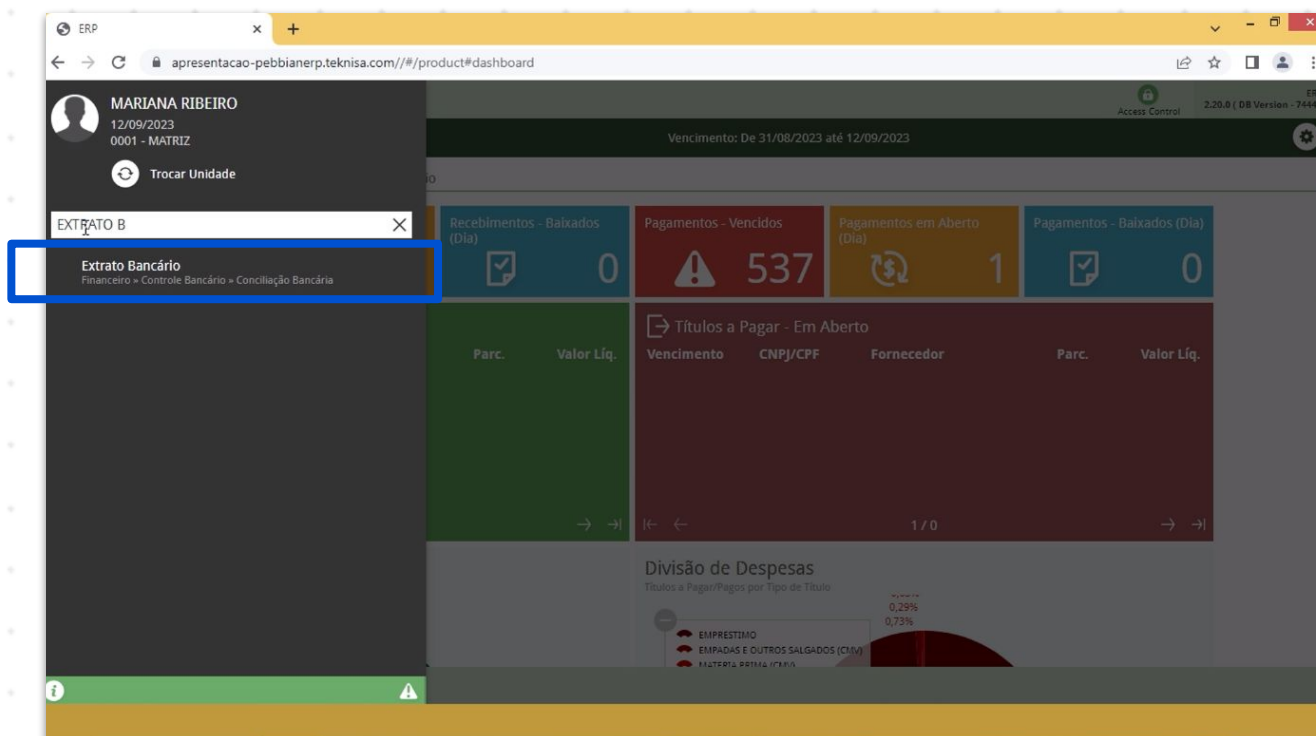 ERP
apresentacao-pebbianerp.teknisa.com//#/product#dashboard
MARIANA RIBEIRO
12/09/2023
0001 - MATRIZ
Trocar Unidade
EXTRATO B
Extrato Bancário
Financeiro » Controle Bancário » Conciliação Bancária
Access Control
2.20.0 ( DB Version - 7444
Vencimento: De 31/08/2023 até 12/09/2023
Recebimentos - Baixados
(Dia)
0
Pagamentos - Vencidos
537
Pagamentos em Aberto
(Dia)
1
Pagamentos - Baixados (Dia)
0
Parc. Valor Líq.
Títulos a Pagar - Em Aberto
Vencimento CNPJ/CPF Fornecedor Parc. Valor Líq.
1 / 0
Divisão de Despesas
Títulos a Pagar/Pagos por Tipo de Título
0,29%
0,73%
EMPRESTIMO
EMPADAS E OUTROS SALGADOS (CMV)
MATERIA PRIMA (CMV)